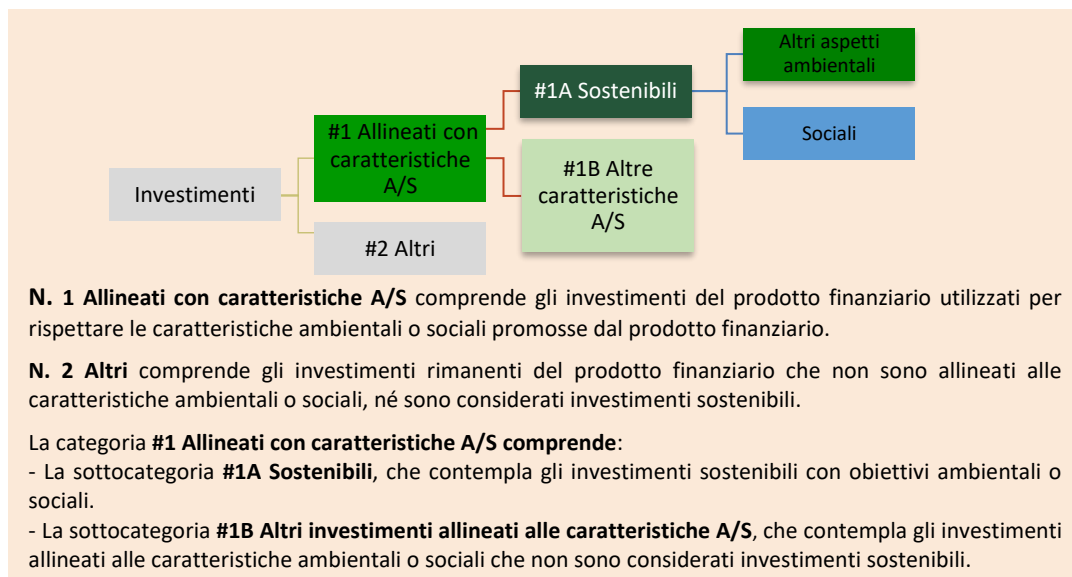 Altri aspetti
ambientali
#1A Sostenibili
#1 Allineati con
caratteristiche
A/S
Sociali
#1B Altre
caratteristiche
A/S
Investimenti
#2 Altri
N. 1 Allineati con caratteristiche A/S comprende gli investimenti del prodotto finanziario utilizzati per
rispettare le caratteristiche ambientali o sociali promosse dal prodotto finanziario.
N. 2 Altri comprende gli investimenti rimanenti del prodotto finanziario che non sono allineati alle
caratteristiche ambientali o sociali, né sono considerati investimenti sostenibili.
La categoria #1 Allineati con caratteristiche A/S comprende:
- La sottocategoria #1A Sostenibili, che contempla gli investimenti sostenibili con obiettivi ambientali o
sociali.
- La sottocategoria #1B Altri investimenti allineati alle caratteristiche A/S, che contempla gli investimenti
allineati alle caratteristiche ambientali o sociali che non sono considerati investimenti sostenibili.